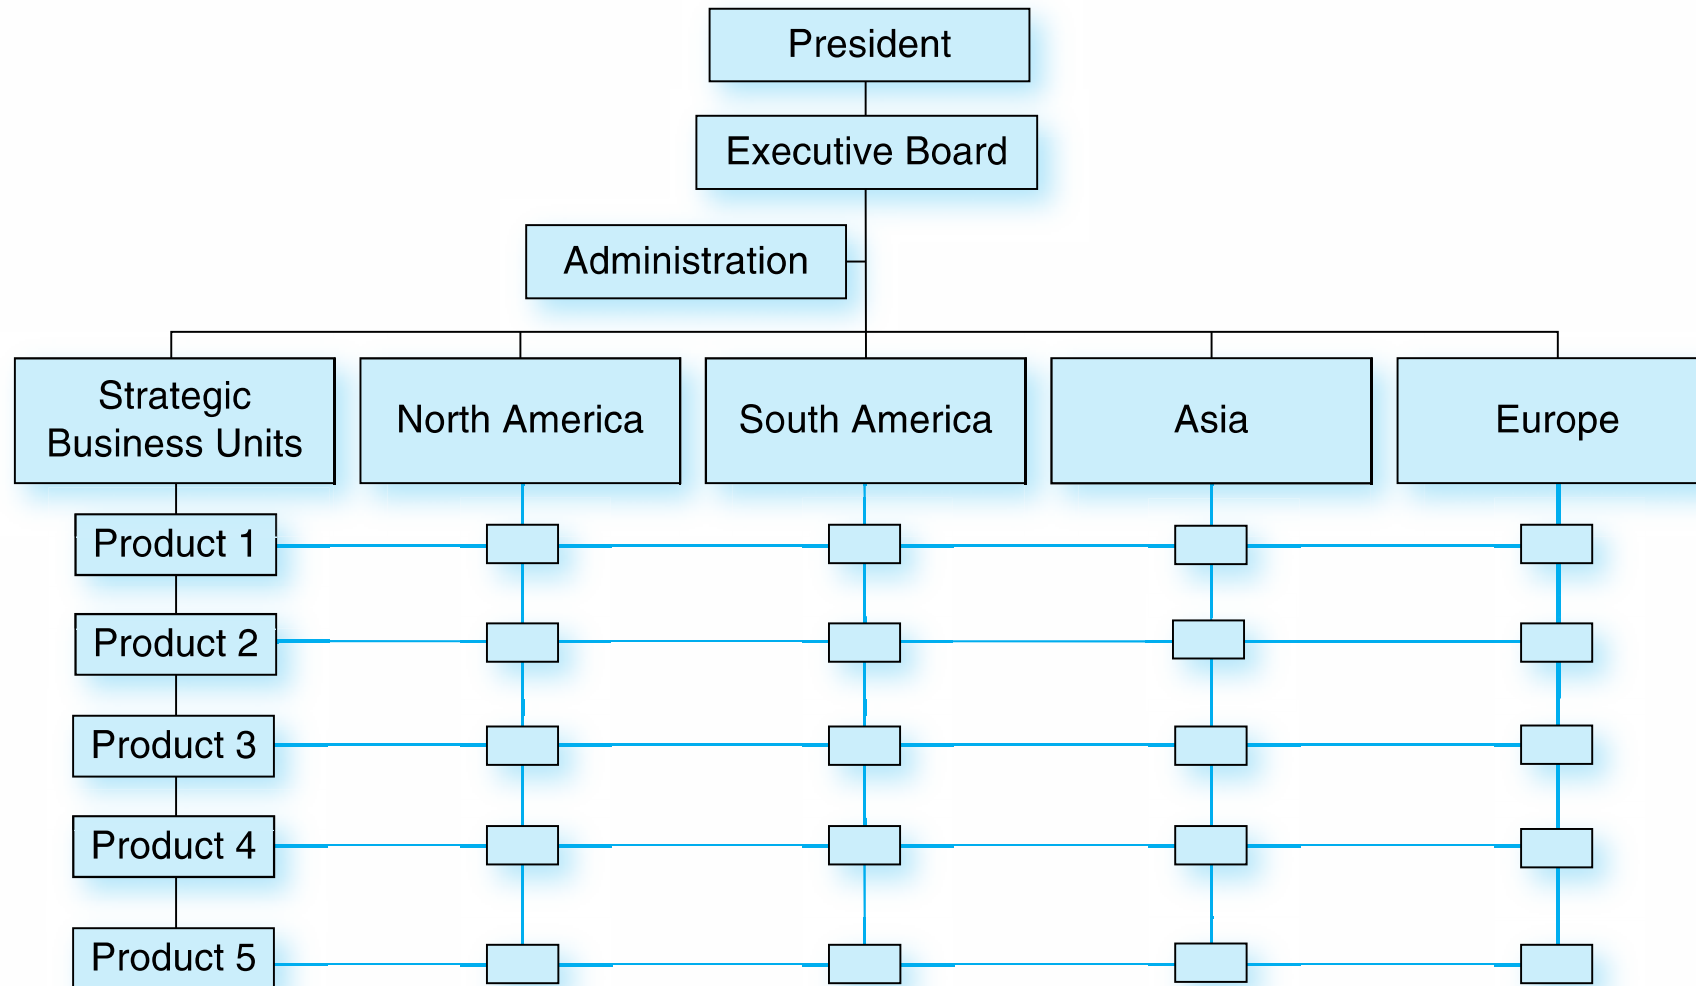 President
Executive Board
Administration
Strategic
Business Units
North America
South America
Asia
Europe
Product 1
Product 2
Product 3
Product 4
Product 5